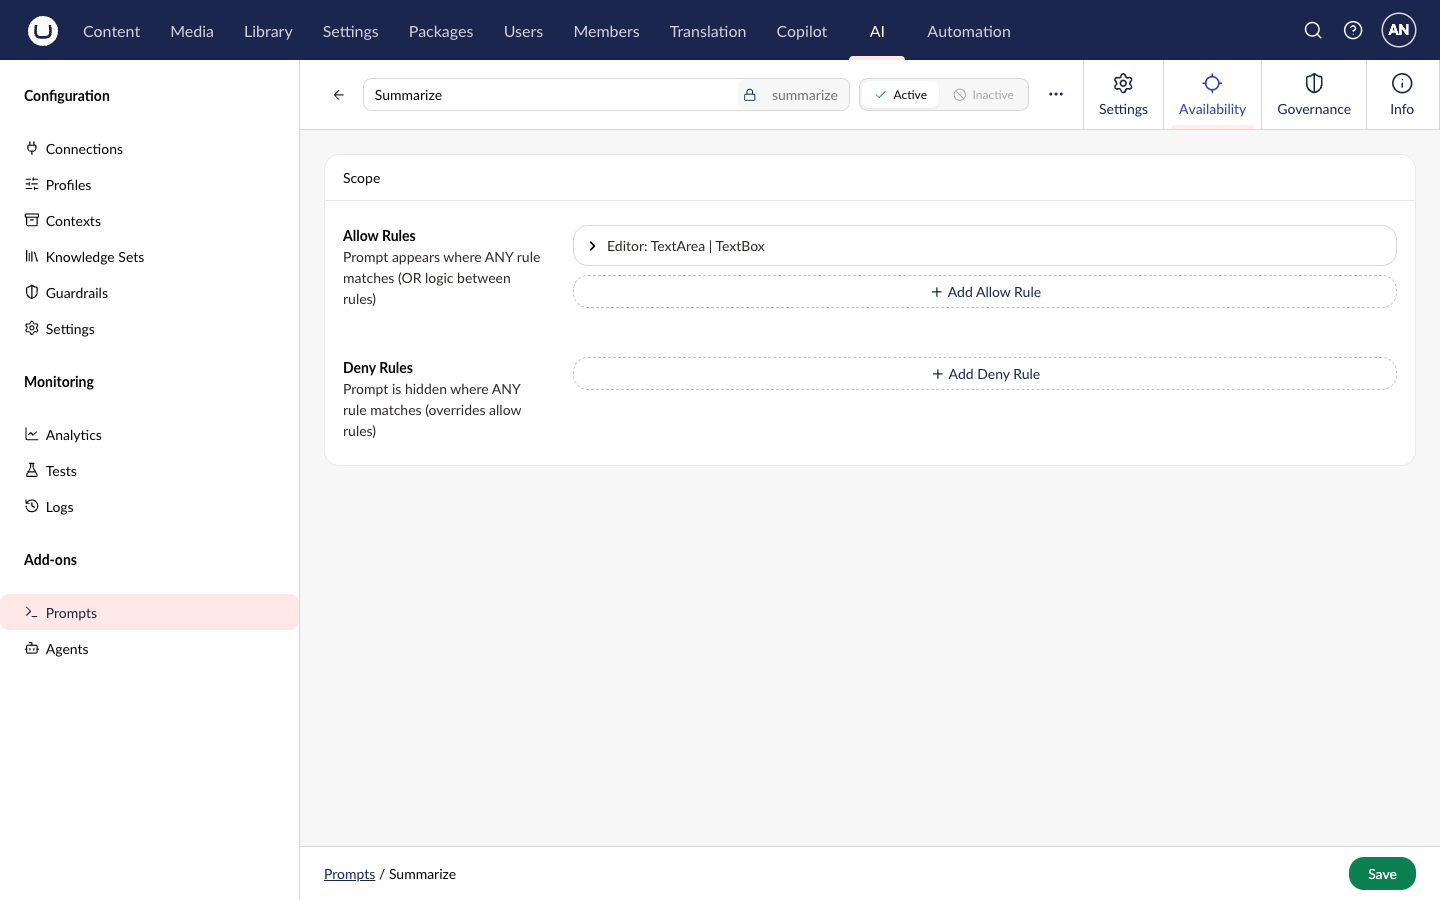 Content Media Library Settings Packages Users Members Translation Copilot AI Automation AN
Configuration
Connections
Profiles
Contexts
Knowledge Sets
Guardrails
Settings
Monitoring
Analytics
Tests
Logs
Add-ons
Prompts
Agents
Summarize summarize Active Inactive
Settings Availability Governance Info
Scope
Allow Rules
Prompt appears where ANY rule
matches (OR logic between
rules)
Editor: TextArea | TextBox
Add Allow Rule
Deny Rules
Prompt is hidden where ANY
rule matches (overrides allow
rules)
Add Deny Rule
Prompts / Summarize
Save